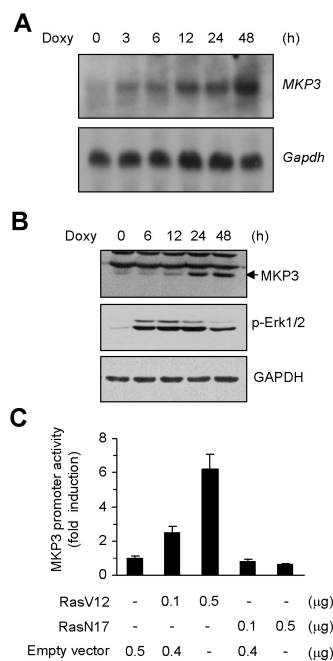 A
Doxy 0 3 6 12 24 48 (h)
MKP3
Gapdh
B
Doxy 0 6 12 24 48 (h)
MKP3
p-Erk1/2
GAPDH
C
MKP3 promoter activity
(fold induction)
8
6
4
2
0
RasV12 - 0.1 0.5 - - (μg)
RasN17 - - - 0.1 0.5 (μg)
Empty vector 0.5 0.4 - 0.4 - (μg)